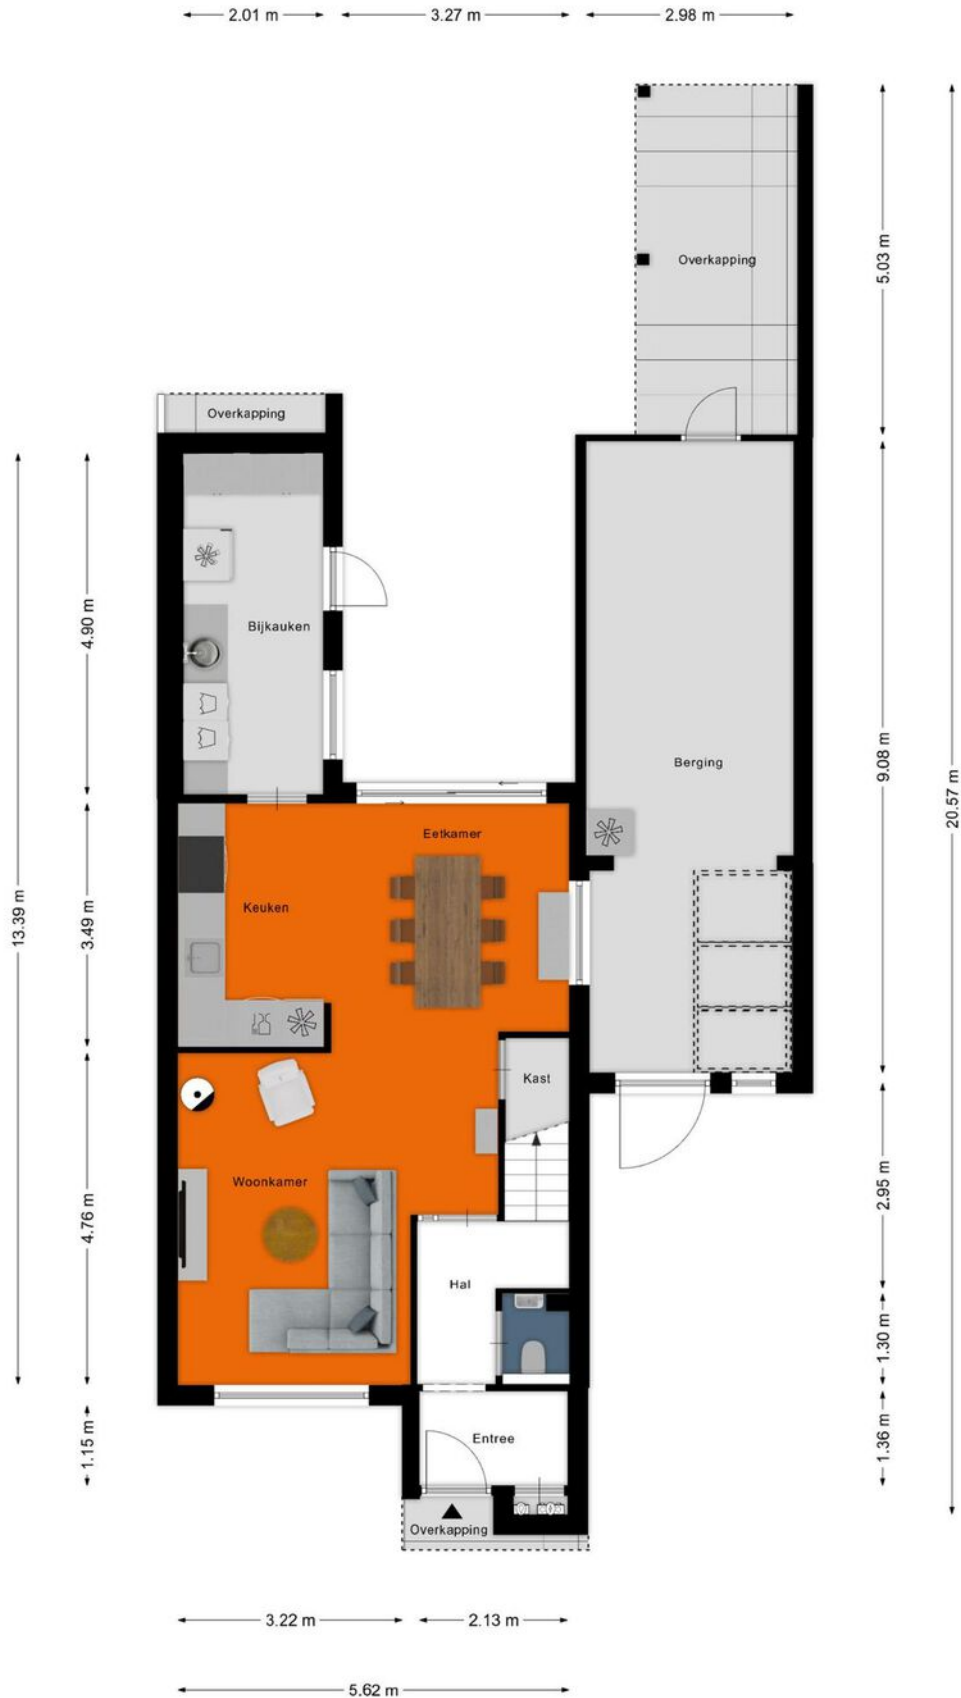 2.01 m
3.27 m
2.98 m
Overkapping
5.03 m
Overkapping
Bijkauken
4.90 m
Berging
9.08 m
20.57 m
13.39 m
Eetkamer
Keuken
3.49 m
Kast
Woonkamer
4.76 m
2.95 m
Hal
1.30 m
Entree
1.15 m
1.36 m
Overkapping
3.22 m
2.13 m
5.62 m